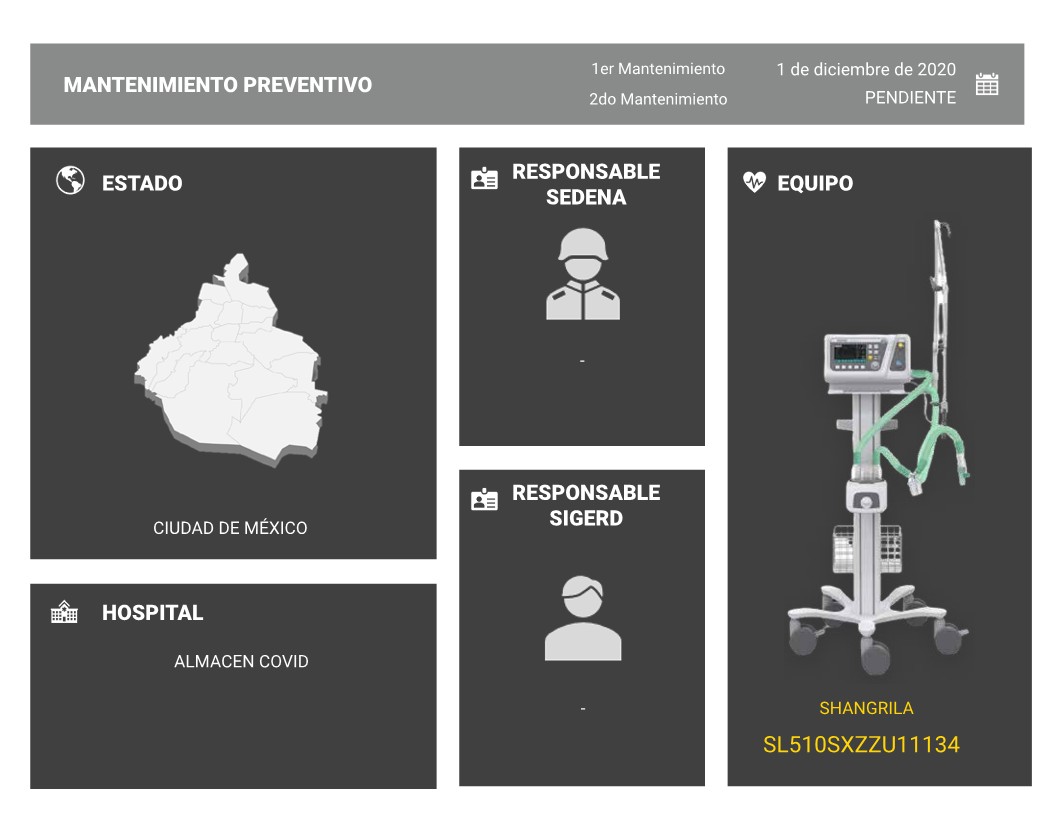 MANTENIMIENTO PREVENTIVO
1er Mantenimiento
1 de diciembre de 2020
2do Mantenimiento
PENDIENTE
ESTADO
CIUDAD DE MÉXICO
HOSPITAL
ALMACEN COVID
RESPONSABLE
SEDENA
-
RESPONSABLE
SIGERD
-
EQUIPO
SHANGRILA
SL510SXZZU11134